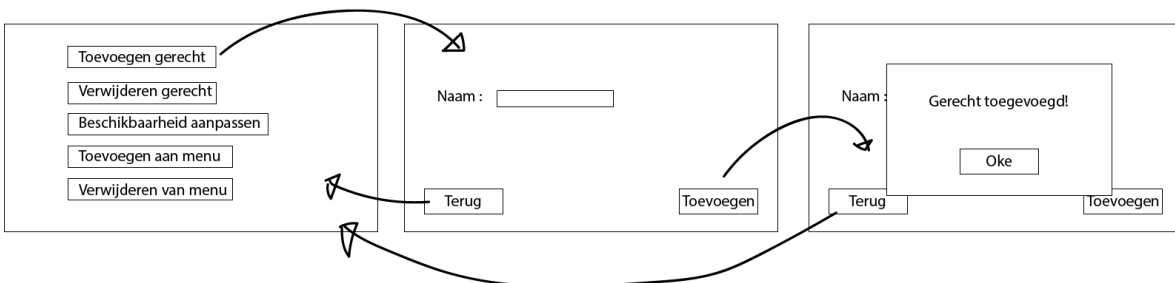 Toevoegen gerecht
Verwijderen gerecht
Beschikbaarheid aanpassen
Toevoegen aan menu
Verwijderen van menu
Naam :
Terug
Toevoegen
Naam :
Gerecht toegevoegd!
Oke
Terug
Toevoegen